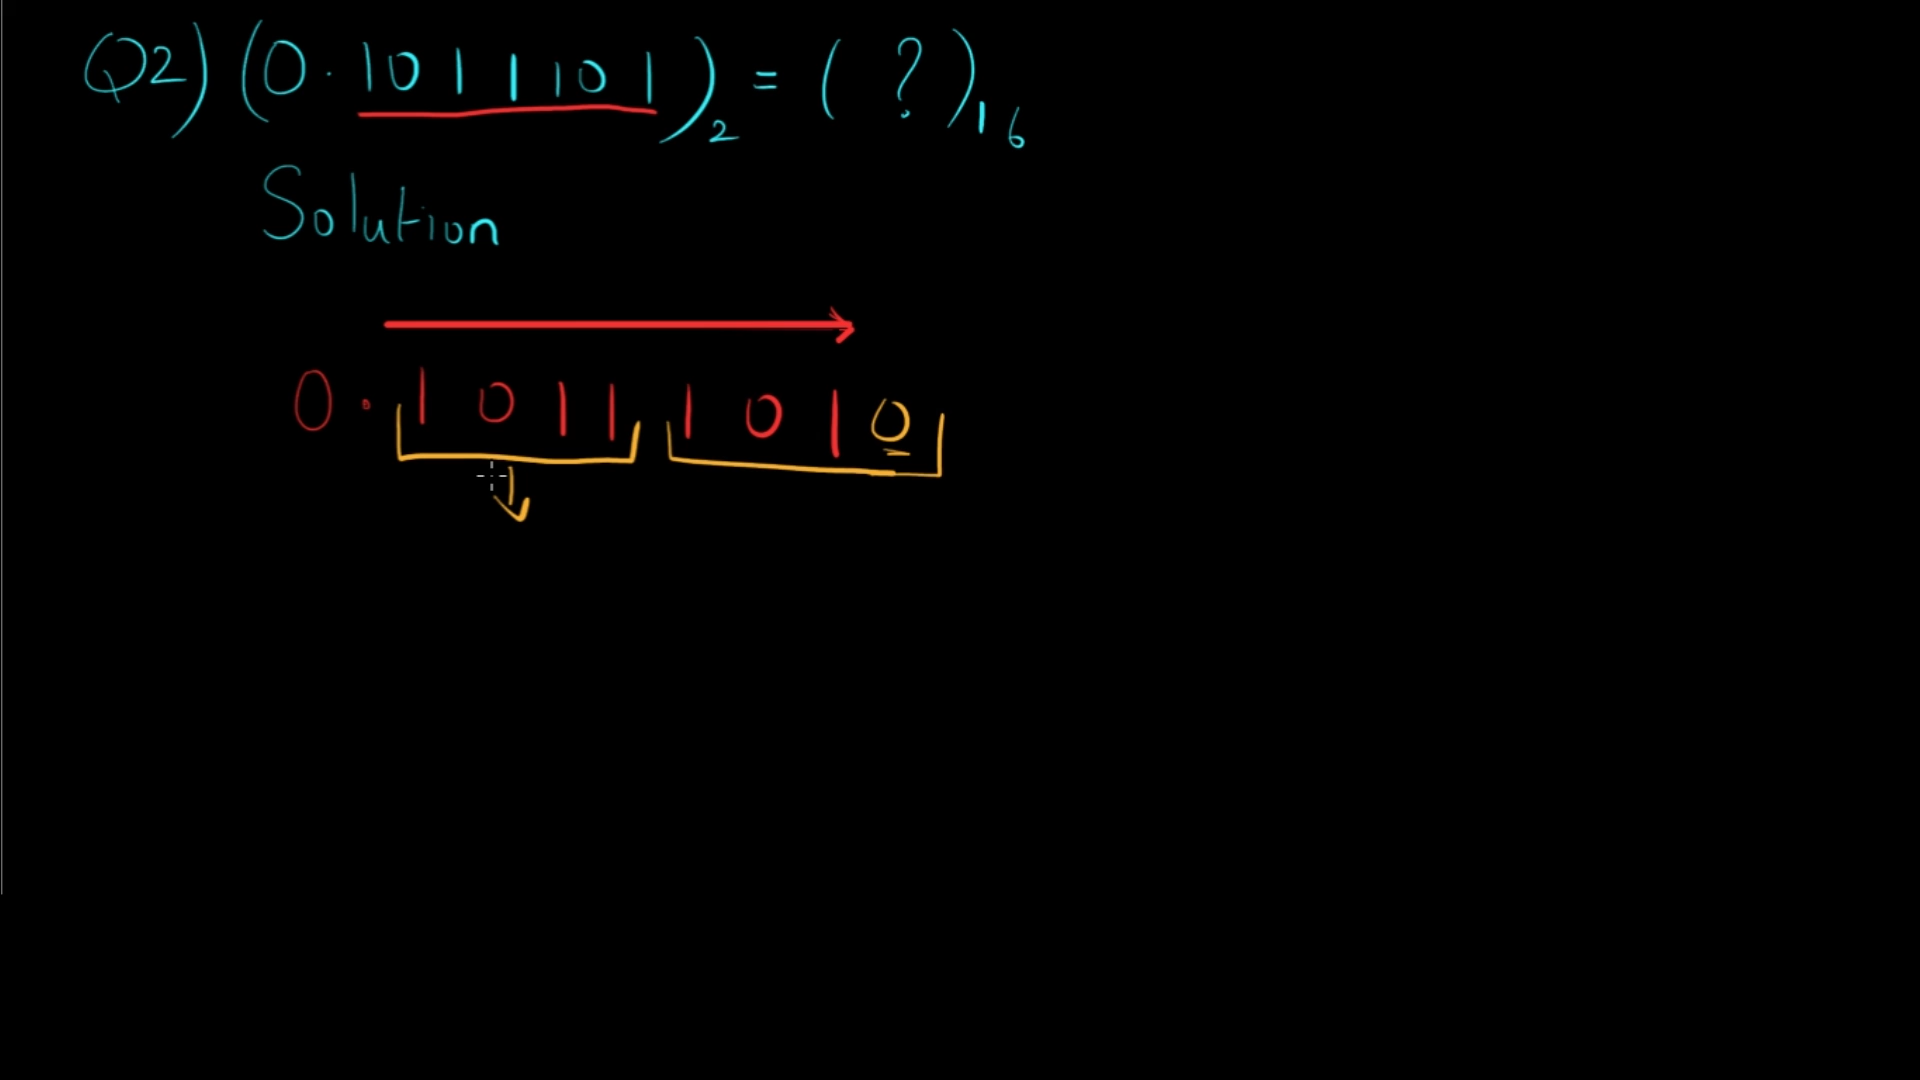 Q2) (0.1011101)₂ = ( ? )₁₆
Solution
0.1011 1010